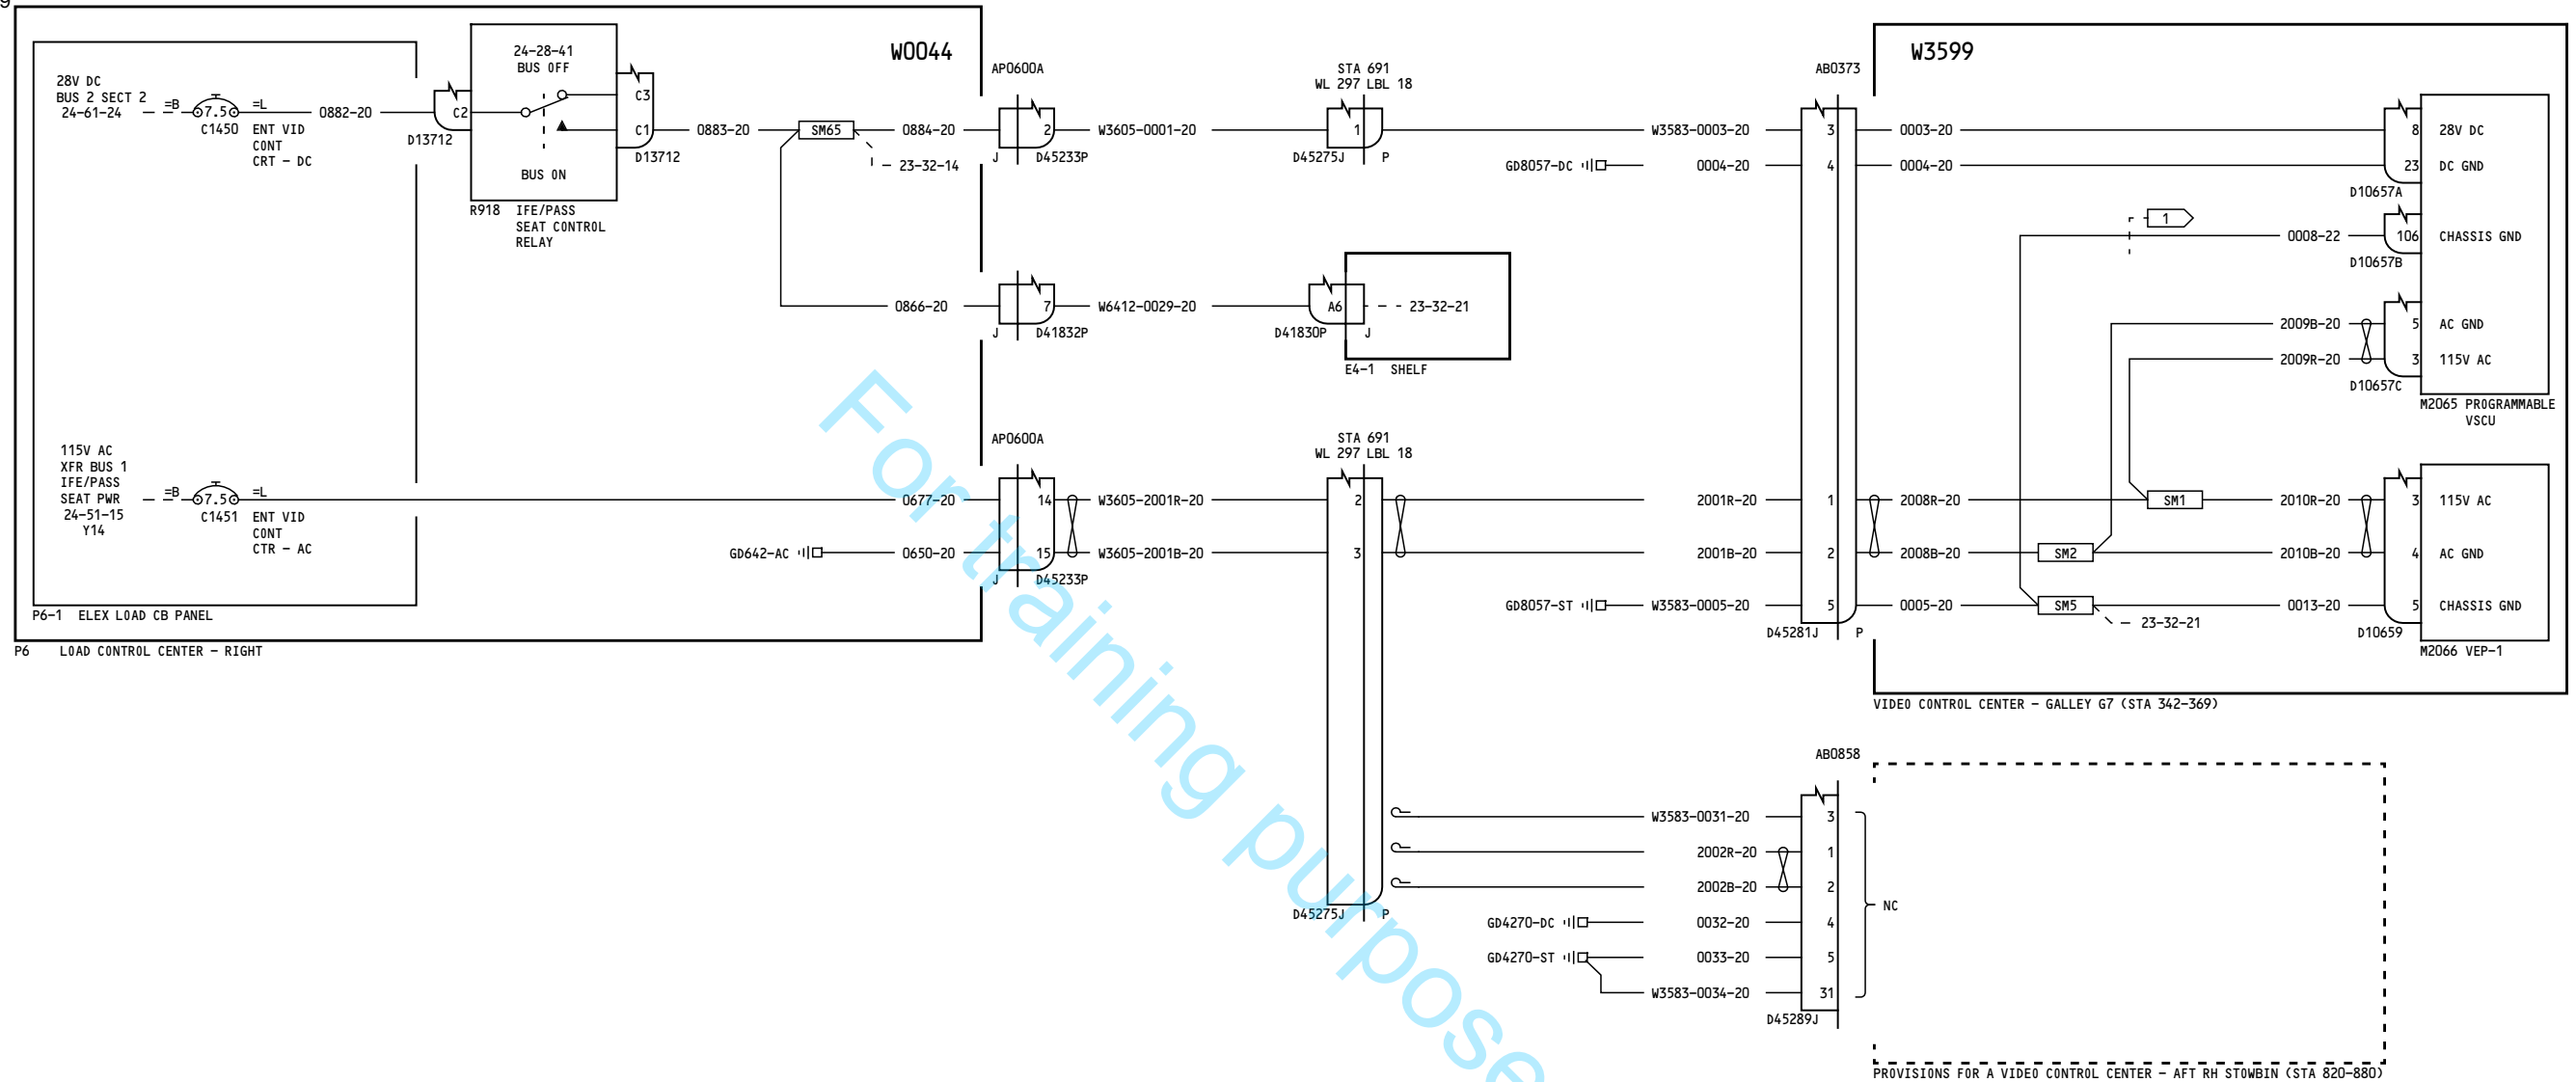 9
W0044
W3599
24-28-41
BUS OFF
28V DC
BUS 2 SECT 2
24-61-24
=B
7.5
=L
C1450
ENT VID
CONT
CRT - DC
0882-20
C2
D13712
C3
C1
D13712
BUS ON
R918 IFE/PASS
SEAT CONTROL
RELAY
0883-20
SM65
0884-20
23-32-14
AP0600A
2
J D45233P
W3605-0001-20
STA 691
WL 297 LBL 18
1
D45275J P
W3583-0003-20
GD8057-DC
0004-20
AB0373
3
4
0003-20
0004-20
8 28V DC
23 DC GND
D10657A
1
0008-22
106 CHASSIS GND
D10657B
0866-20
7
J D41832P
W6412-0029-20
A6
23-32-21
D41830P J
E4-1 SHELF
2009B-20
5 AC GND
2009R-20
3 115V AC
D10657C
M2065 PROGRAMMABLE
VSCU
115V AC
XFR BUS 1
IFE/PASS
SEAT PWR
24-51-15
Y14
=B
7.5
=L
C1451
ENT VID
CONT
CTR - AC
0677-20
GD642-AC
0650-20
AP0600A
14
15
J D45233P
W3605-2001R-20
W3605-2001B-20
STA 691
WL 297 LBL 18
2
3
2001R-20
2001B-20
GD8057-ST
W3583-0005-20
1
2
5
D45281J P
2008R-20
SM1
2010R-20
3 115V AC
2008B-20
SM2
2010B-20
4 AC GND
0005-20
SM5
0013-20
5 CHASSIS GND
23-32-21
D10659
M2066 VEP-1
P6-1 ELEX LOAD CB PANEL
P6 LOAD CONTROL CENTER - RIGHT
VIDEO CONTROL CENTER - GALLEY G7 (STA 342-369)
AB0858
W3583-0031-20 3
2002R-20 1
2002B-20 2
D45275J P
NC
GD4270-DC 0032-20 4
GD4270-ST 0033-20 5
W3583-0034-20 31
D45289J
PROVISIONS FOR A VIDEO CONTROL CENTER - AFT RH STOWBIN (STA 820-880)
For training purpose